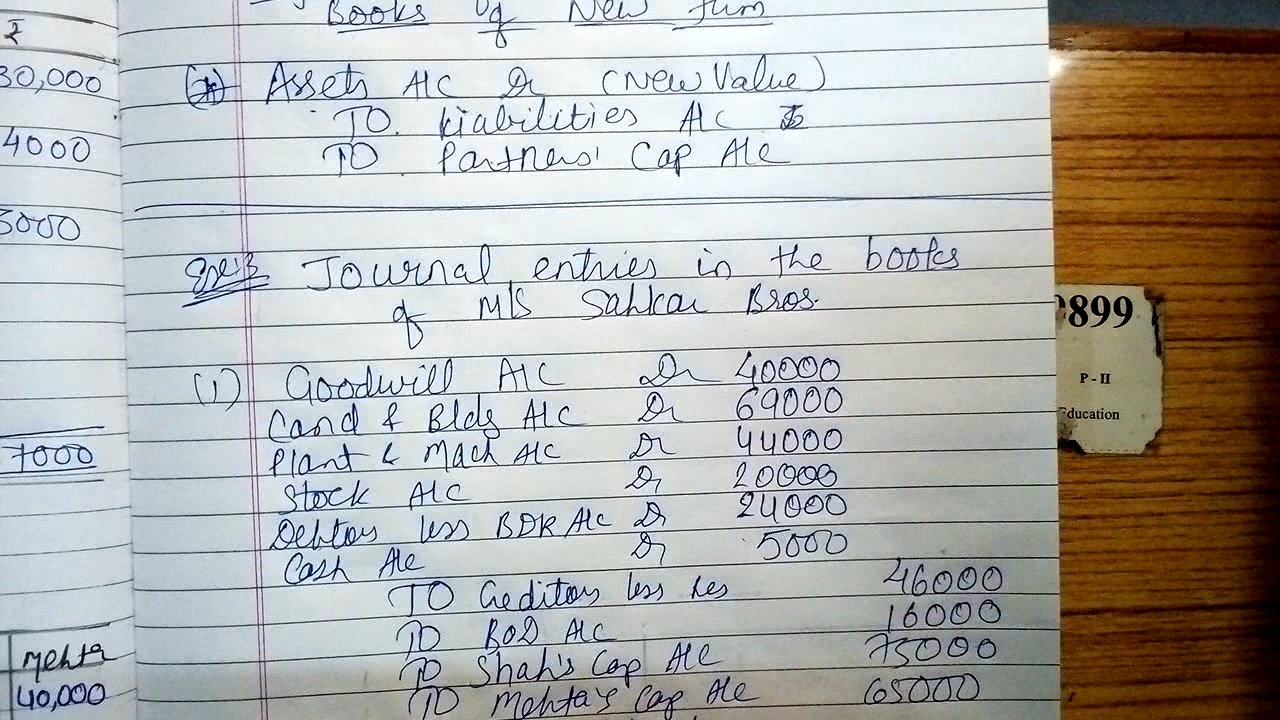 ₹
30,000
4000
5000
7000
Mehta
40,000
Books of New firm
Assets A/C Dr (New Value)
TO Liabilities A/C
TO Partners' Cap A/c
Journal entries in the books
of M/S Sahkar Bros.
(1) Goodwill A/C Dr 40000
Land & Bldg A/C Dr 69000
Plant & Mach A/C Dr 44000
Stock A/C Dr 20000
Debtors less BDR A/C Dr 24000
Cash A/c Dr 5000
TO Creditors less Res 46000
TO BOD A/C 16000
TO Shah's Cap A/c 75000
TO Mehta's Cap A/c 65000
899
P - II
Education